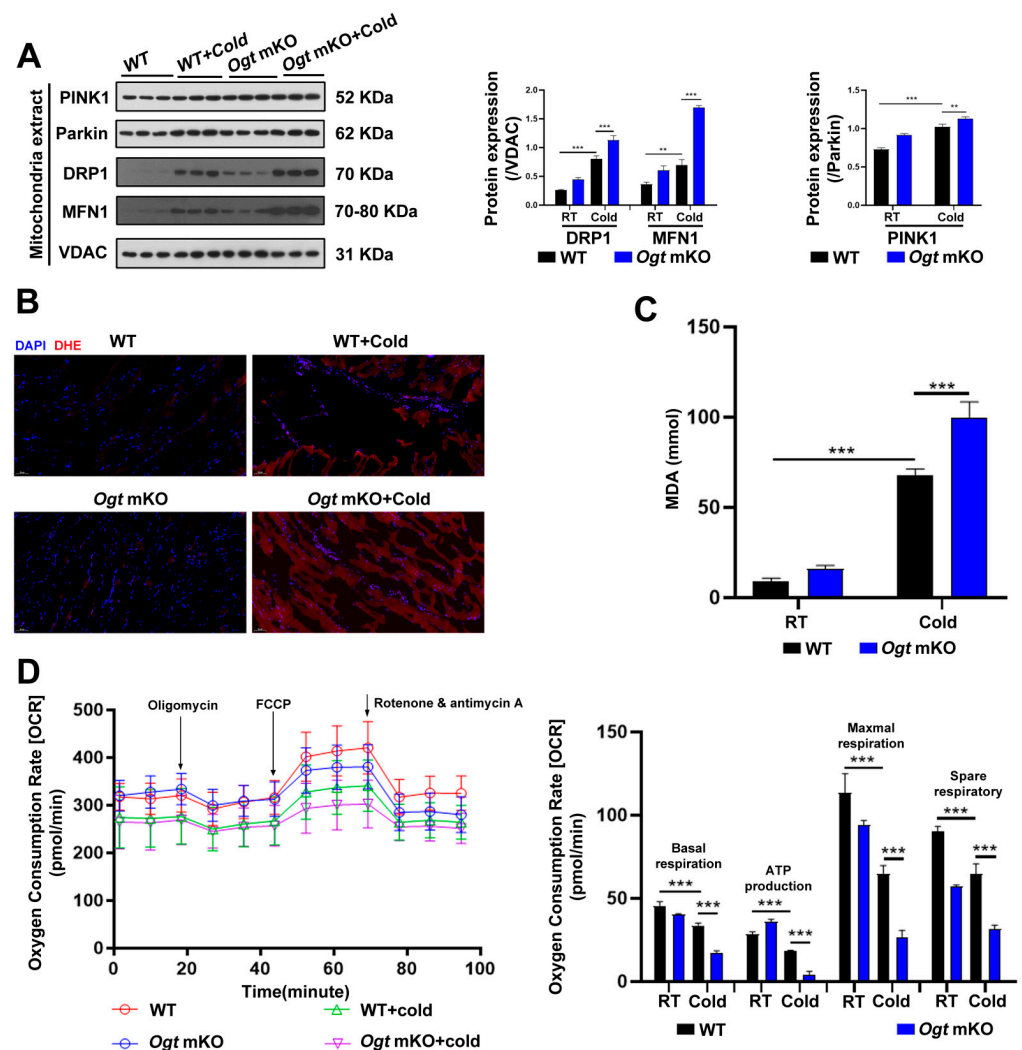 A
WT
WT+Cold
Ogt mKO
Ogt mKO+Cold
Mitochondria extract
PINK1
52 KDa
Parkin
62 KDa
DRP1
70 KDa
MFN1
70-80 KDa
VDAC
31 KDa
Protein expression
(/VDAC)
2.0
1.5
1.0
0.5
0.0
***
***
**
***
RT
Cold
RT
Cold
DRP1
MFN1
WT
Ogt mKO
Protein expression
(/Parkin)
1.5
1.0
0.5
0.0
***
**
RT
Cold
PINK1
WT
Ogt mKO
B
DAPI DHE
WT
WT+Cold
Ogt mKO
Ogt mKO+Cold
C
MDA (mmol)
150
100
50
0
***
***
RT
Cold
WT
Ogt mKO
D
Oxygen Consumption Rate [OCR]
(pmol/min)
500
400
300
200
100
0
Oligomycin
FCCP
Rotenone & antimycin A
0
20
40
60
80
100
Time(minute)
WT
WT+cold
Ogt mKO
Ogt mKO+cold
Oxygen Consumption Rate [OCR]
(pmol/min)
150
100
50
0
Basal
respiration
***
***
ATP
production
***
***
Maxmal
respiration
***
***
Spare
respiratory
***
***
RT Cold
RT Cold
RT Cold
RT Cold
WT
Ogt mKO